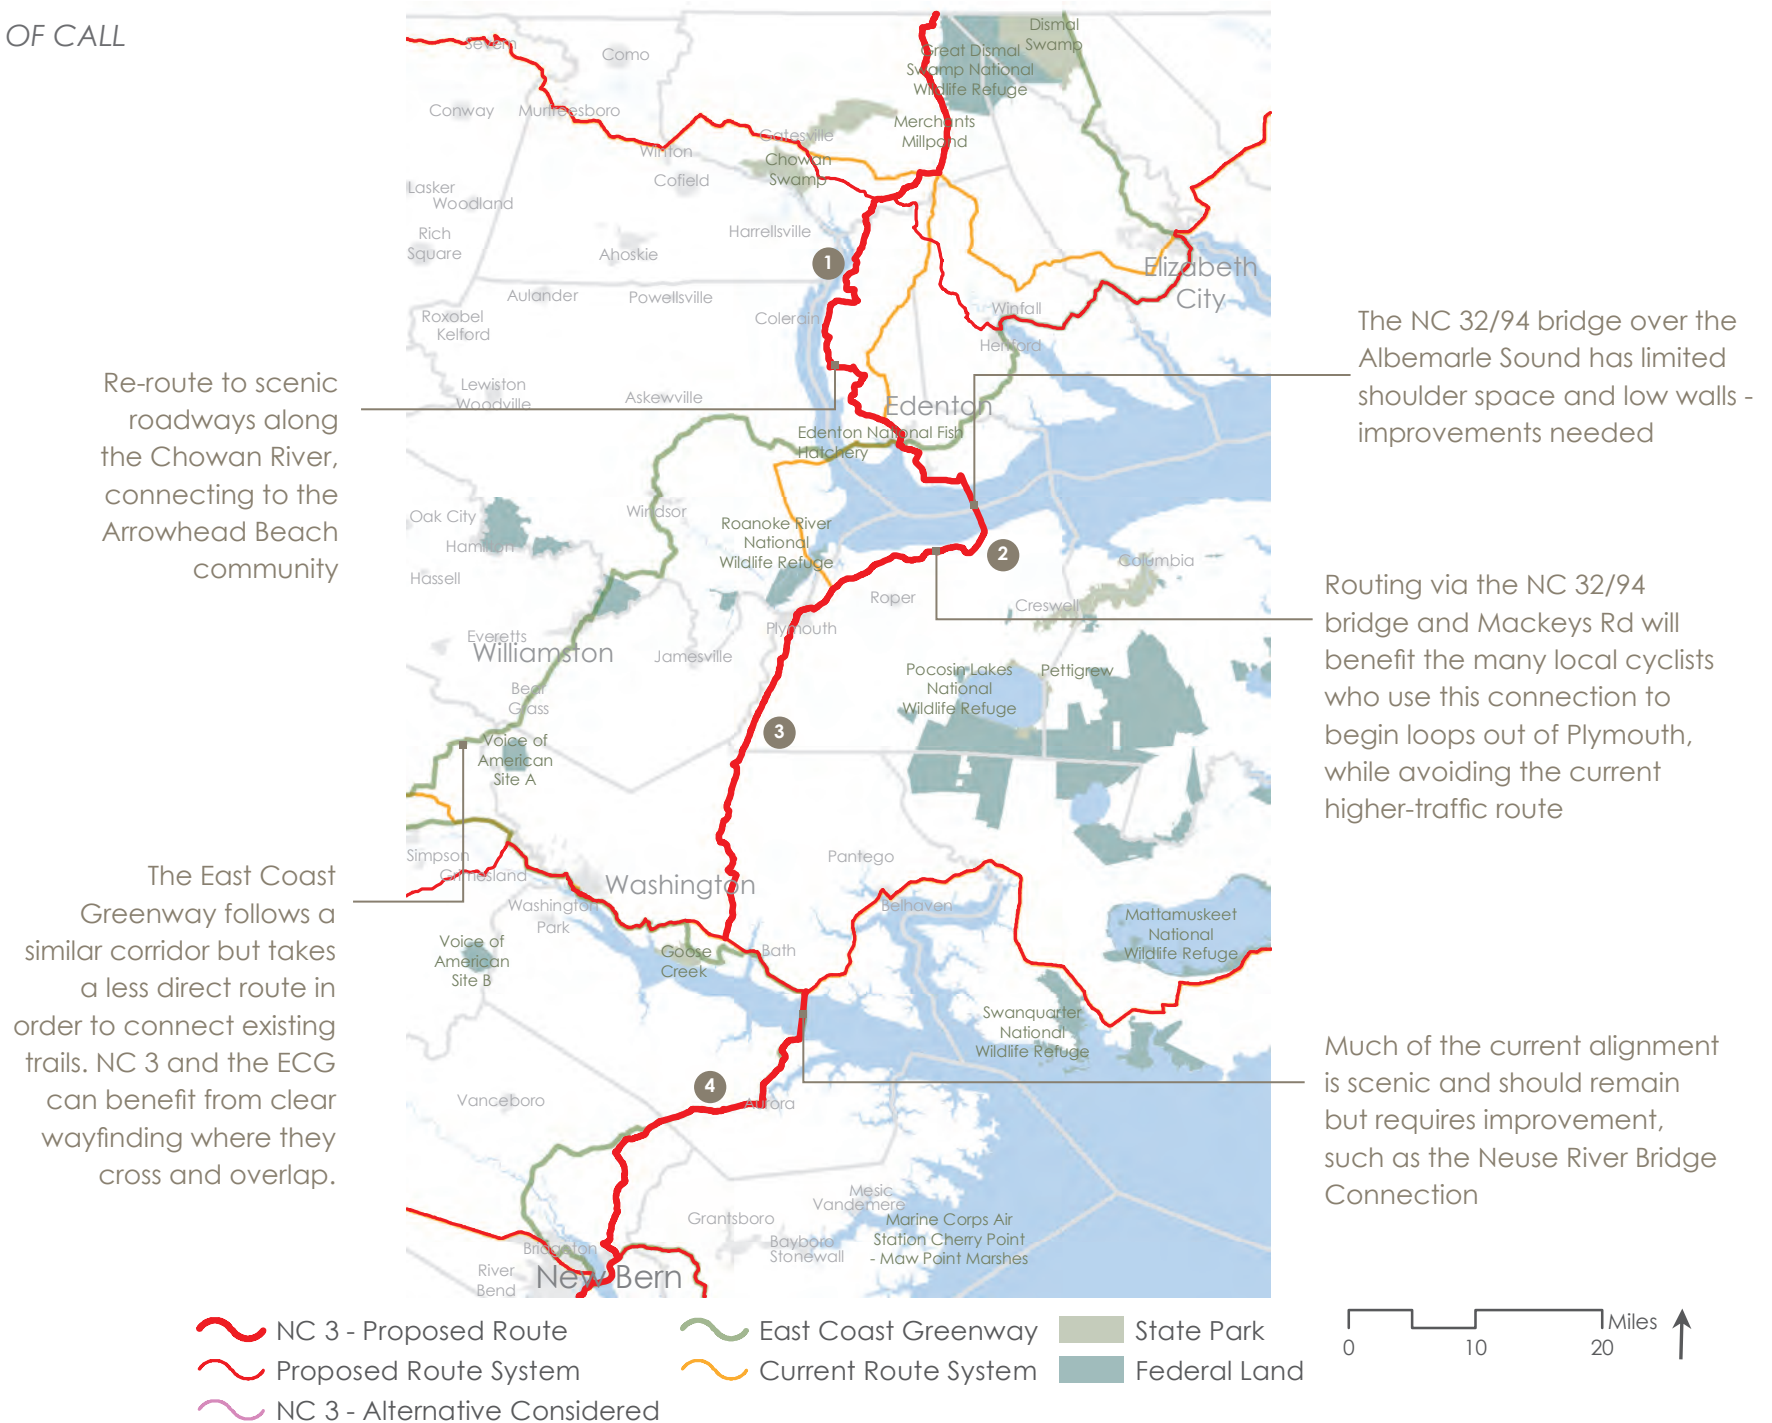 OF CALL
Severn
Como
Conway
Murfreesboro
Winton
Cofield
Gatesville
Chowan
Swamp
Merchants
Millpond
Great Dismal
Swamp National
Wildlife Refuge
Dismal
Swamp
Lasker
Woodland
Rich
Square
Ahoskie
Harrellsville
1
Aulander
Powellsville
Colerain
Roxobel
Kelford
Elizabeth
City
Winfall
Hertford
Lewiston
Woodville
Askewville
Edenton
Edenton National Fish
Hatchery
Oak City
Hamilton
Hassell
Windsor
Roanoke River
National
Wildlife Refuge
2
Columbia
Creswell
Roper
Plymouth
Everetts
Williamston
Jamesville
Bear
Grass
Pocosin Lakes
National
Wildlife Refuge
Pettigrew
3
Voice of
American
Site A
Simpson
Grimesland
Washington
Washington
Park
Pantego
Belhaven
Voice of
American
Site B
Goose
Creek
Bath
Mattamuskeet
National
Wildlife Refuge
Swanquarter
National
Wildlife Refuge
4
Aurora
Vanceboro
Mesic
Vandemere
Grantsboro
Bayboro
Stonewall
Marine Corps Air
Station Cherry Point
- Maw Point Marshes
Bridgeton
River
Bend
New Bern
Re-route to scenic
roadways along
the Chowan River,
connecting to the
Arrowhead Beach
community
The East Coast
Greenway follows a
similar corridor but takes
a less direct route in
order to connect existing
trails. NC 3 and the ECG
can benefit from clear
wayfinding where they
cross and overlap.
The NC 32/94 bridge over the
Albemarle Sound has limited
shoulder space and low walls -
improvements needed
Routing via the NC 32/94
bridge and Mackeys Rd will
benefit the many local cyclists
who use this connection to
begin loops out of Plymouth,
while avoiding the current
higher-traffic route
Much of the current alignment
is scenic and should remain
but requires improvement,
such as the Neuse River Bridge
Connection
NC 3 - Proposed Route
Proposed Route System
NC 3 - Alternative Considered
East Coast Greenway
Current Route System
State Park
Federal Land
Miles
0 10 20